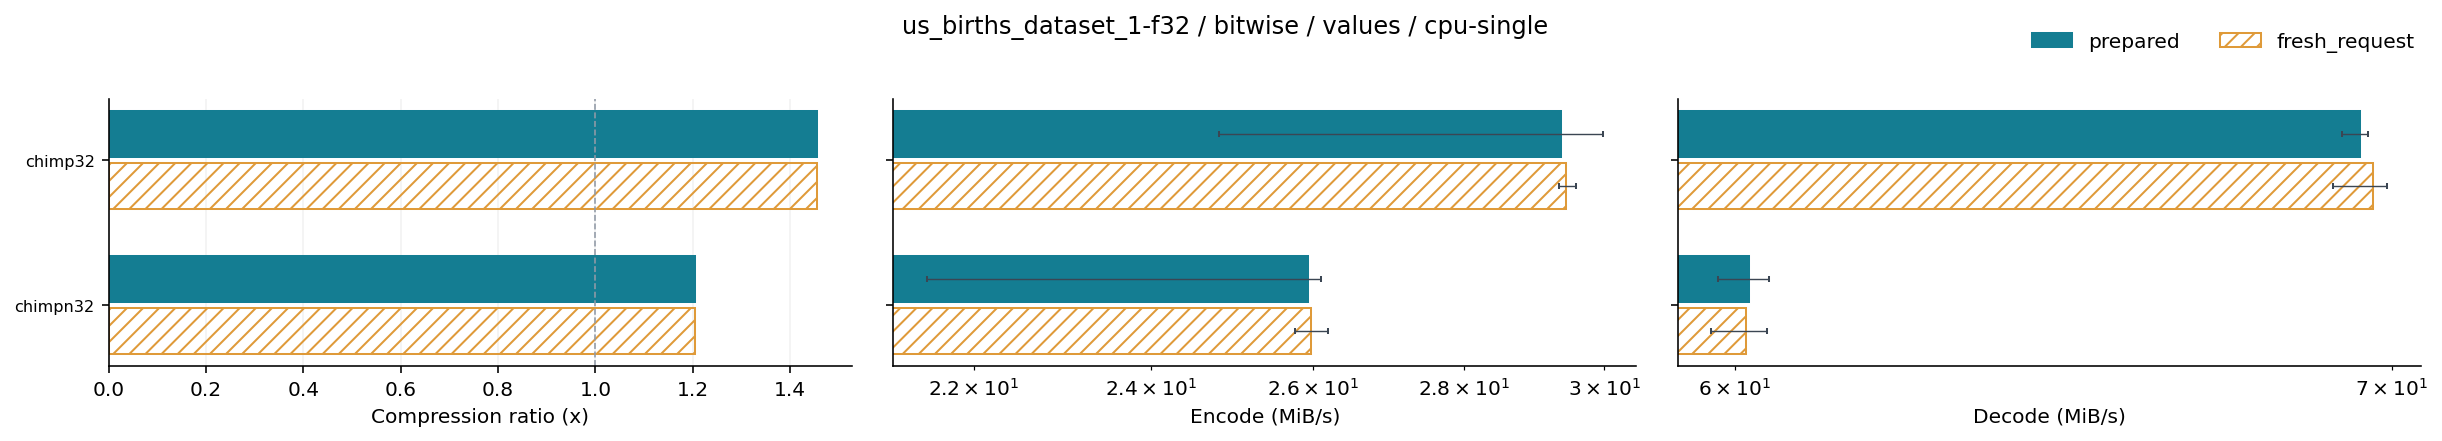 us_births_dataset_1-f32 / bitwise / values / cpu-single
prepared fresh_request
chimp32
chimpn32
0.0 0.2 0.4 0.6 0.8 1.0 1.2 1.4
Compression ratio (x)
2.2 × 10¹ 2.4 × 10¹ 2.6 × 10¹ 2.8 × 10¹ 3 × 10¹
Encode (MiB/s)
6 × 10¹ 7 × 10¹
Decode (MiB/s)